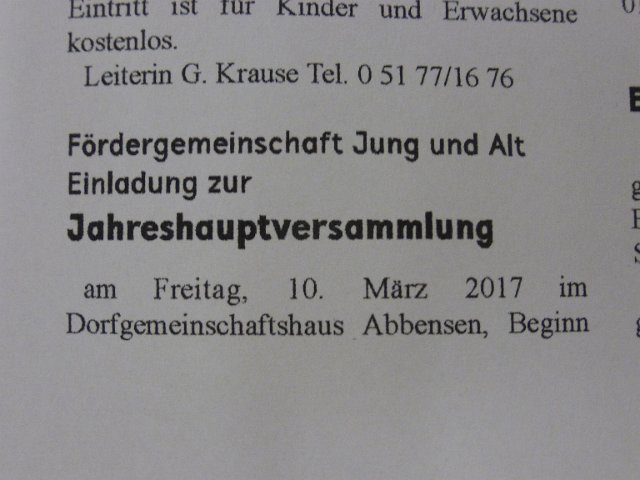 Eintritt ist für Kinder und Erwachsene
kostenlos.
Leiterin G. Krause Tel. 0 51 77/16 76
Fördergemeinschaft Jung und Alt
Einladung zur
Jahreshauptversammlung
am Freitag, 10. März 2017 im
Dorfgemeinschaftshaus Abbensen, Beginn